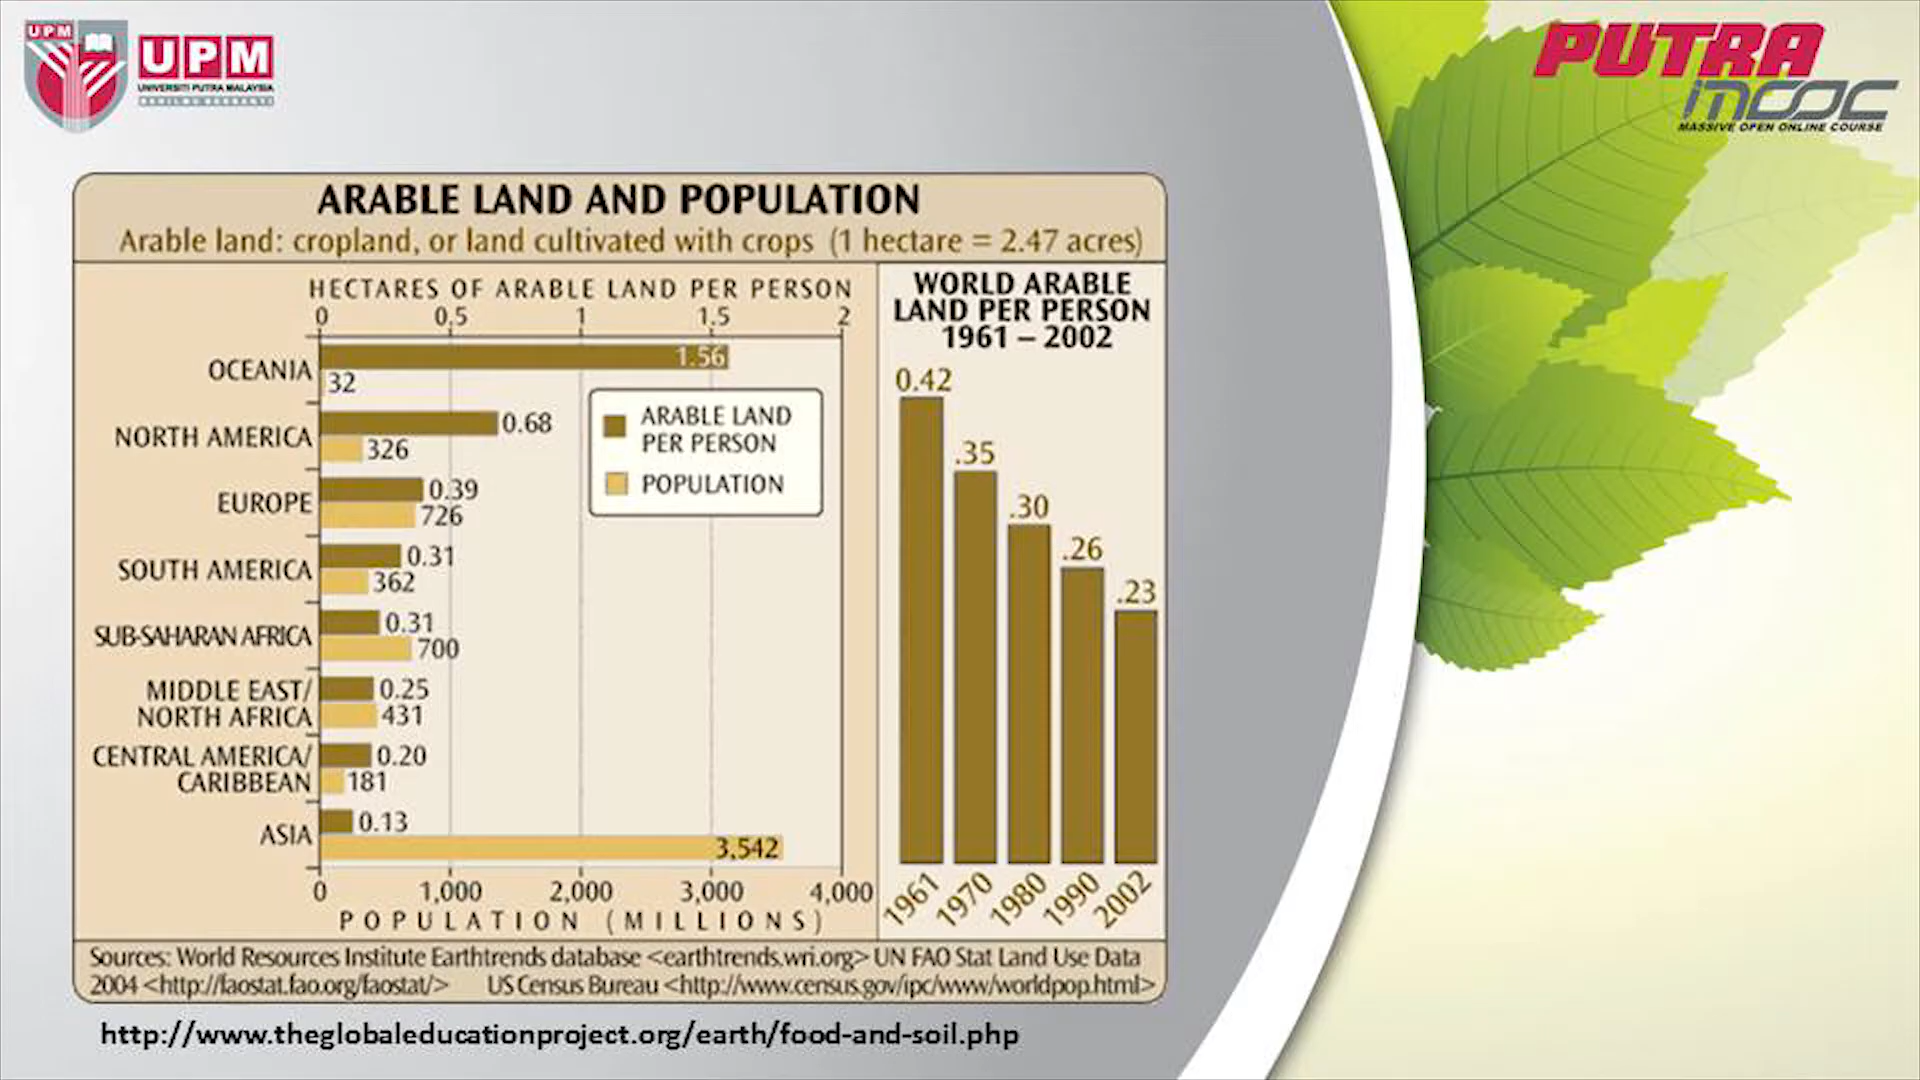 UPM
UPM
UNIVERSITI PUTRA MALAYSIA
PUTRA
mooc
MASSIVE OPEN ONLINE COURSE
ARABLE LAND AND POPULATION
Arable land: cropland, or land cultivated with crops (1 hectare = 2.47 acres)
HECTARES OF ARABLE LAND PER PERSON
0 0.5 1 1.5 2
OCEANIA
1.56
32
NORTH AMERICA
0.68
326
EUROPE
0.39
726
SOUTH AMERICA
0.31
362
SUB-SAHARAN AFRICA
0.31
700
MIDDLE EAST/
NORTH AFRICA
0.25
431
CENTRAL AMERICA/
CARIBBEAN
0.20
181
ASIA
0.13
3,542
0 1,000 2,000 3,000 4,000
POPULATION (MILLIONS)
ARABLE LAND
PER PERSON
POPULATION
WORLD ARABLE
LAND PER PERSON
1961 – 2002
0.42
.35
.30
.26
.23
1961 1970 1980 1990 2002
Sources: World Resources Institute Earthtrends database <earthtrends.wri.org> UN FAO Stat Land Use Data
2004 <http://faostat.fao.org/faostat/> US Census Bureau <http://www.census.gov/ipc/www/worldpop.html>
http://www.theglobaleducationproject.org/earth/food-and-soil.php